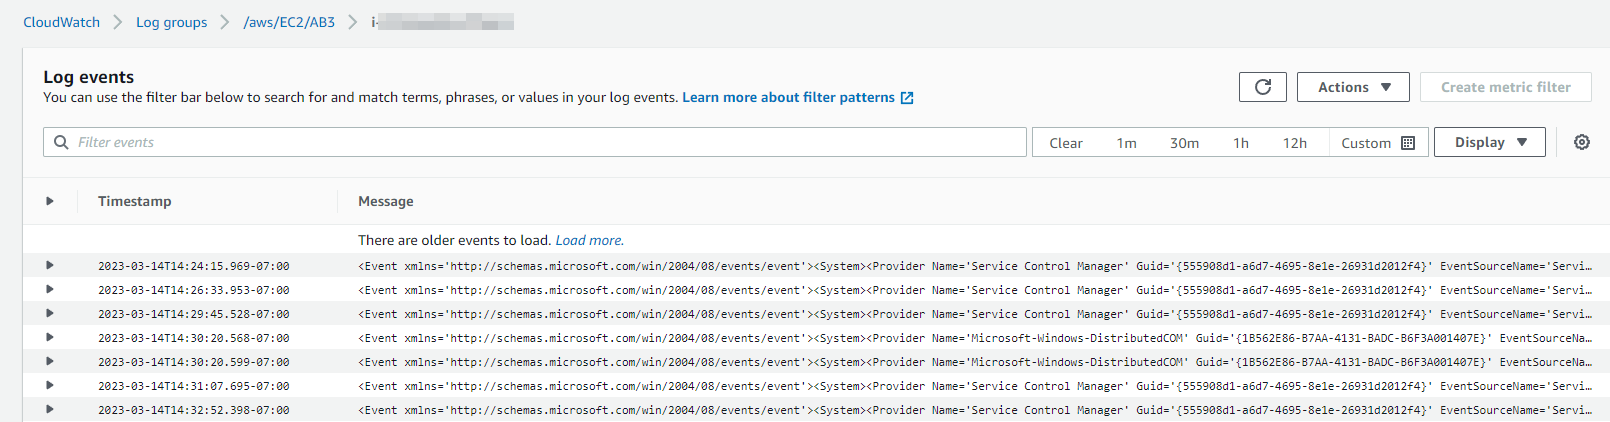 CloudWatch > Log groups > /aws/EC2/AB3 > i-
Log events
You can use the filter bar below to search for and match terms, phrases, or values in your log events. Learn more about filter patterns
Actions
Create metric filter
Filter events
Clear 1m 30m 1h 12h Custom
Display
Timestamp Message
There are older events to load. Load more.
2023-03-14T14:24:15.969-07:00 <Event xmlns='http://schemas.microsoft.com/win/2004/08/events/event'><System><Provider Name='Service Control Manager' Guid='{555908d1-a6d7-4695-8e1e-26931d2012f4}' EventSourceName='Servi…
2023-03-14T14:26:33.953-07:00 <Event xmlns='http://schemas.microsoft.com/win/2004/08/events/event'><System><Provider Name='Service Control Manager' Guid='{555908d1-a6d7-4695-8e1e-26931d2012f4}' EventSourceName='Servi…
2023-03-14T14:29:45.528-07:00 <Event xmlns='http://schemas.microsoft.com/win/2004/08/events/event'><System><Provider Name='Service Control Manager' Guid='{555908d1-a6d7-4695-8e1e-26931d2012f4}' EventSourceName='Servi…
2023-03-14T14:30:20.568-07:00 <Event xmlns='http://schemas.microsoft.com/win/2004/08/events/event'><System><Provider Name='Microsoft-Windows-DistributedCOM' Guid='{1B562E86-B7AA-4131-BADC-B6F3A001407E}' EventSourceNa…
2023-03-14T14:30:20.599-07:00 <Event xmlns='http://schemas.microsoft.com/win/2004/08/events/event'><System><Provider Name='Microsoft-Windows-DistributedCOM' Guid='{1B562E86-B7AA-4131-BADC-B6F3A001407E}' EventSourceNa…
2023-03-14T14:31:07.695-07:00 <Event xmlns='http://schemas.microsoft.com/win/2004/08/events/event'><System><Provider Name='Service Control Manager' Guid='{555908d1-a6d7-4695-8e1e-26931d2012f4}' EventSourceName='Servi…
2023-03-14T14:32:52.398-07:00 <Event xmlns='http://schemas.microsoft.com/win/2004/08/events/event'><System><Provider Name='Service Control Manager' Guid='{555908d1-a6d7-4695-8e1e-26931d2012f4}' EventSourceName='Servi…